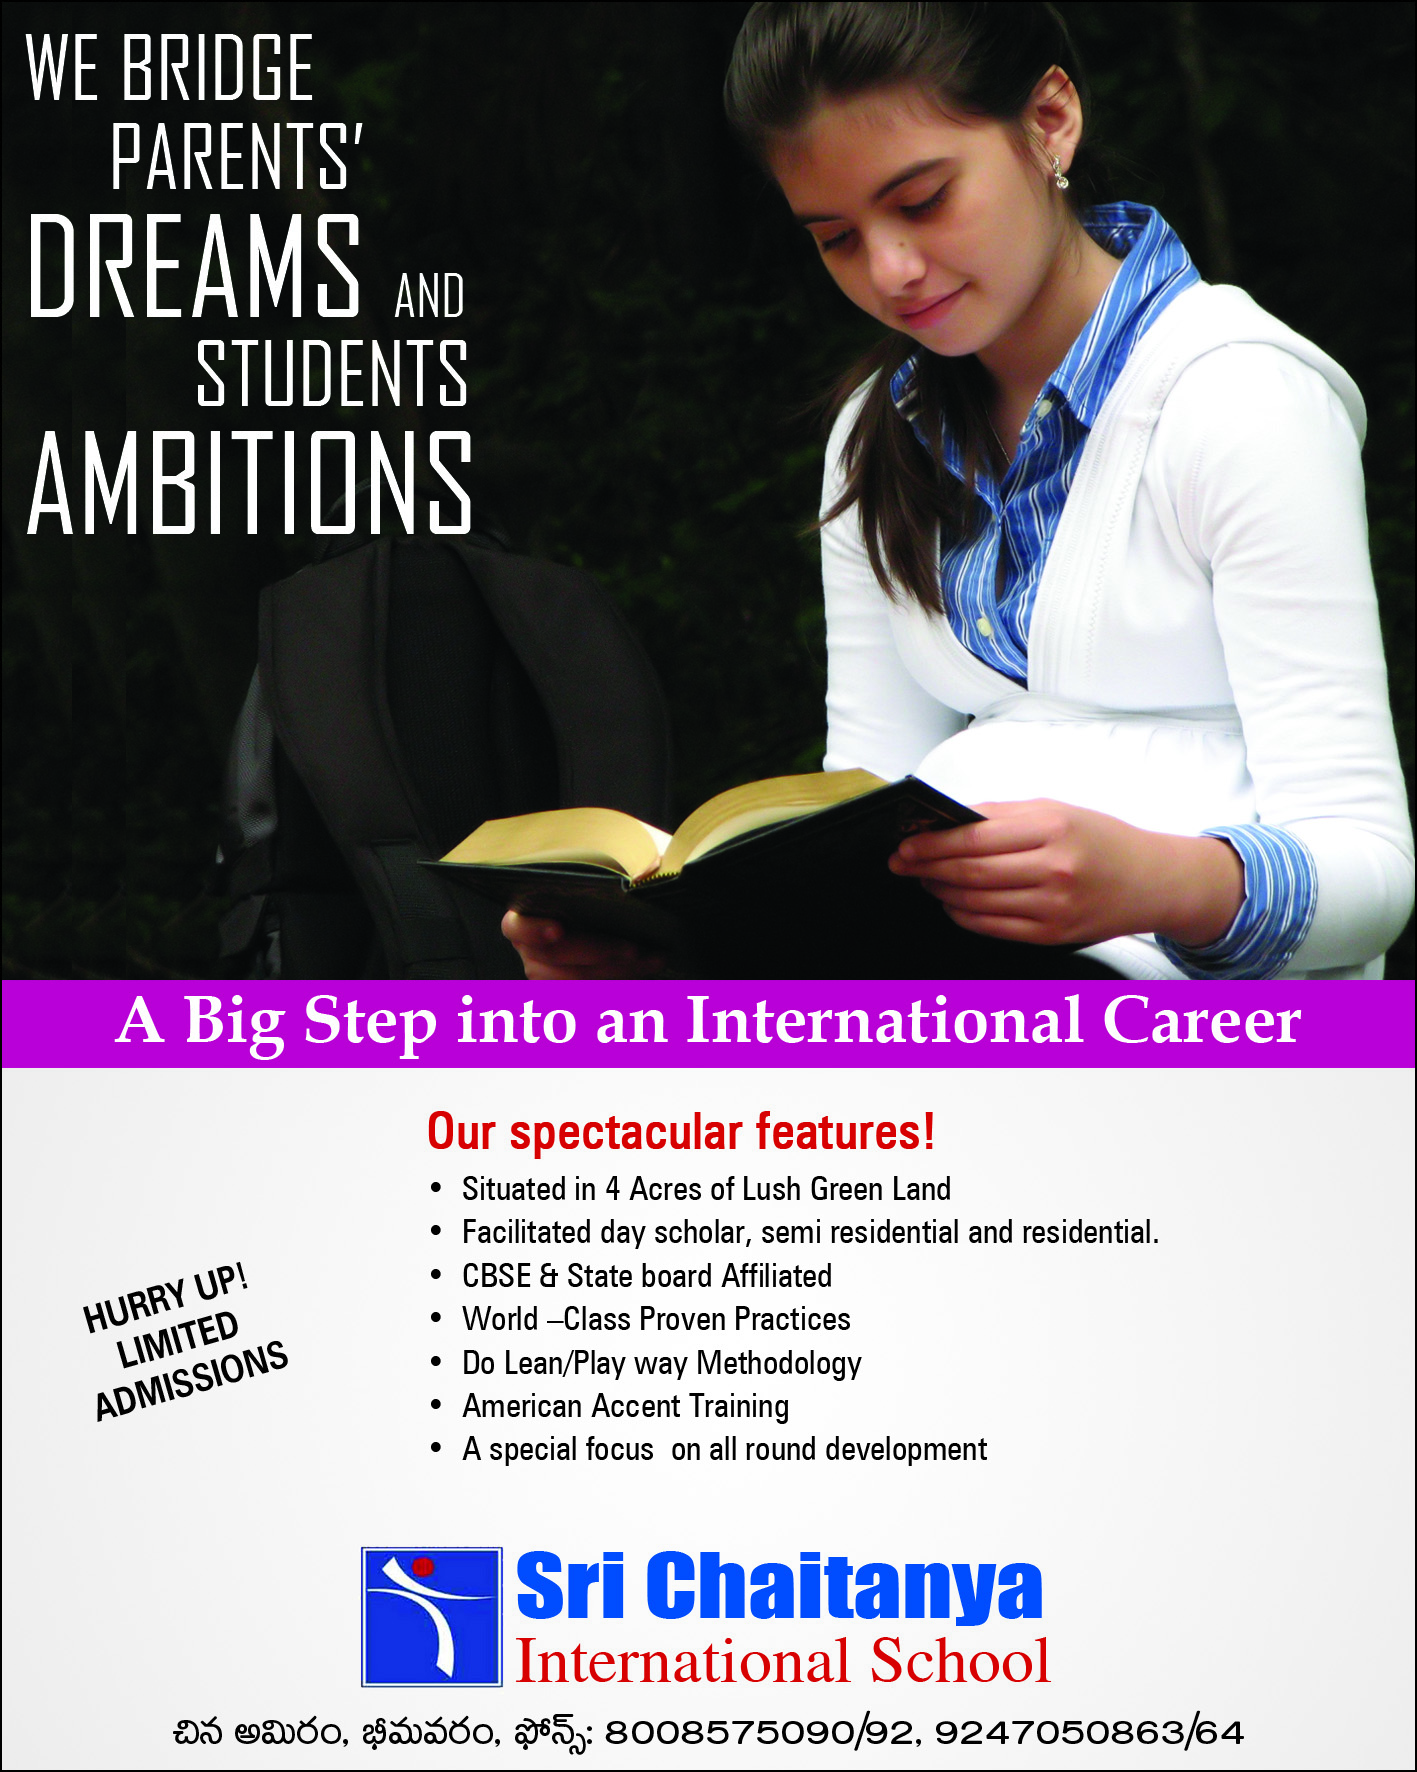 WE BRIDGE
PARENTS'
DREAMS AND
STUDENTS
AMBITIONS
A Big Step into an International Career
Our spectacular features!
• Situated in 4 Acres of Lush Green Land
• Facilitated day scholar, semi residential and residential.
• CBSE & State board Affiliated
• World –Class Proven Practices
• Do Lean/Play way Methodology
• American Accent Training
• A special focus  on all round development
HURRY UP!
LIMITED
ADMISSIONS
Sri Chaitanya
International School
చిన అమిరం, భీమవరం, ఫోన్స్: 8008575090/92, 9247050863/64